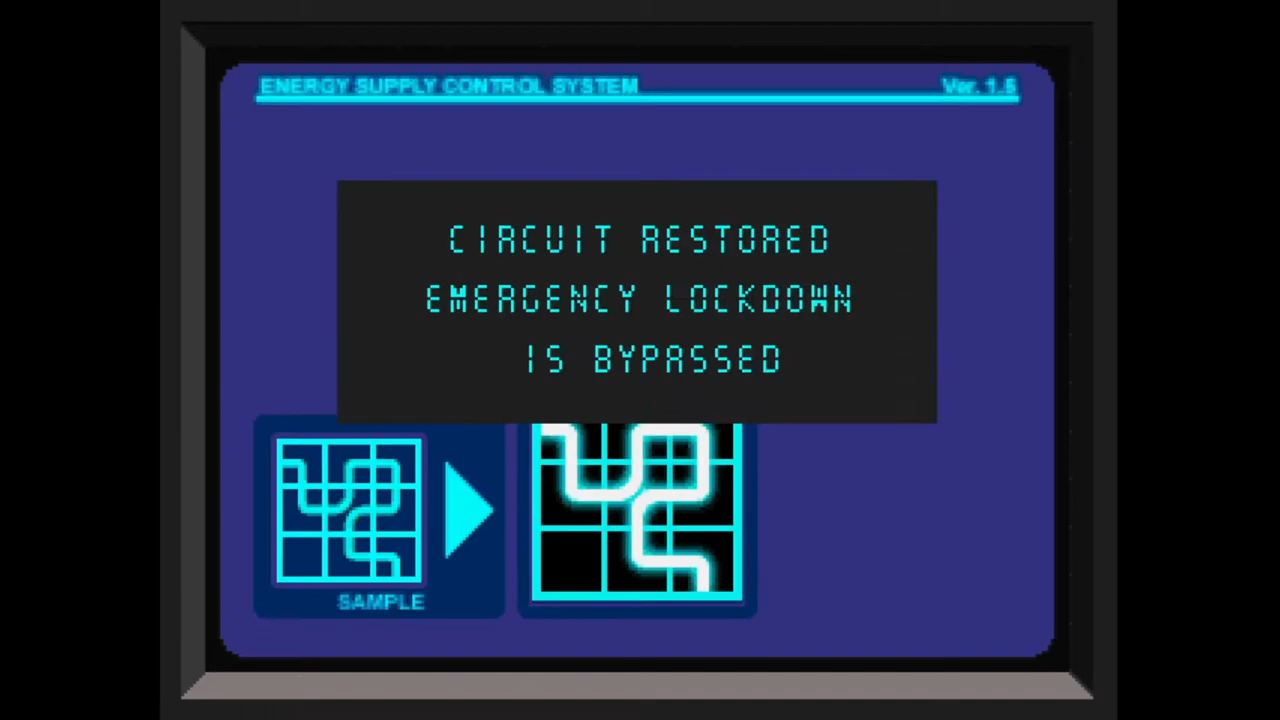 ENERGY SUPPLY CONTROL SYSTEM Ver. 1.5
CIRCUIT RESTORED
EMERGENCY LOCKDOWN
IS BYPASSED
SAMPLE